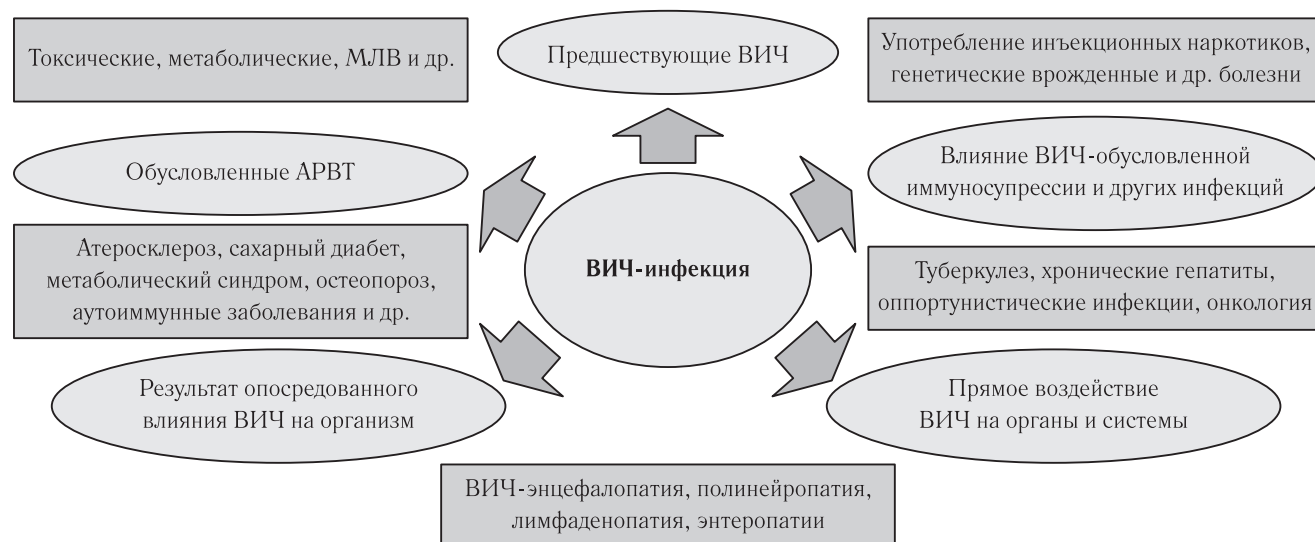 Токсические, метаболические, МЛВ и др.
Предшествующие ВИЧ
Употребление инъекционных наркотиков,
генетические врожденные и др. болезни
Обусловленные АРВТ
Влияние ВИЧ-обусловленной
иммуносупрессии и других инфекций
Атеросклероз, сахарный диабет,
метаболический синдром, остеопороз,
аутоиммунные заболевания и др.
ВИЧ-инфекция
Туберкулез, хронические гепатиты,
оппортунистические инфекции, онкология
Результат опосредованного
влияния ВИЧ на организм
Прямое воздействие
ВИЧ на органы и системы
ВИЧ-энцефалопатия, полинейропатия,
лимфаденопатия, энтеропатии